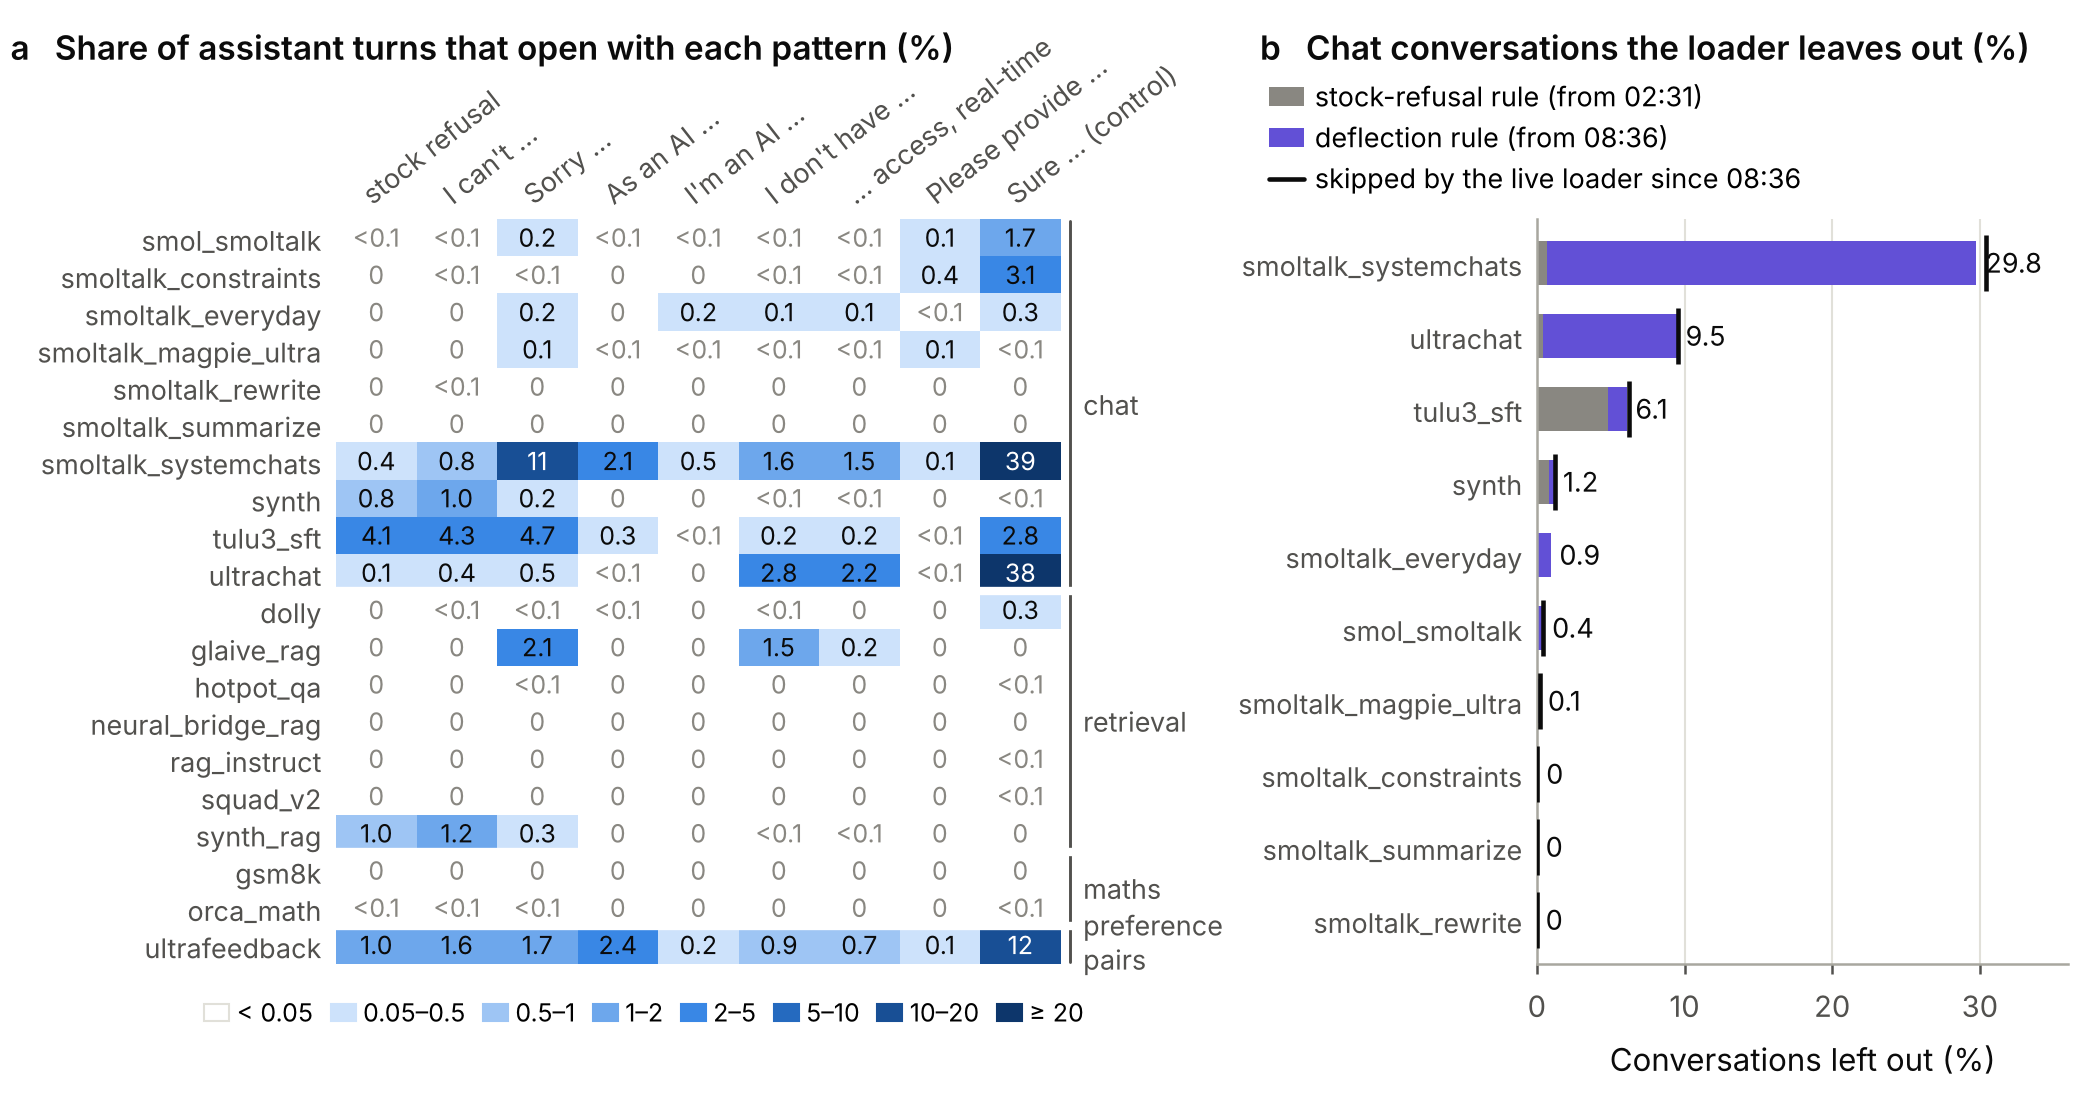 a Share of assistant turns that open with each pattern (%)
stock refusal
I can't ...
Sorry ...
As an AI ...
I'm an AI ...
I don't have ...
... access, real-time
Please provide ...
Sure ... (control)
smol_smoltalk <0.1 <0.1 0.2 <0.1 <0.1 <0.1 <0.1 0.1 1.7
smoltalk_constraints 0 <0.1 <0.1 0 0 <0.1 <0.1 0.4 3.1
smoltalk_everyday 0 0 0.2 0 0.2 0.1 0.1 <0.1 0.3
smoltalk_magpie_ultra 0 0 0.1 <0.1 <0.1 <0.1 <0.1 0.1 <0.1
smoltalk_rewrite 0 <0.1 0 0 0 0 0 0 0
smoltalk_summarize 0 0 0 0 0 0 0 0 0
smoltalk_systemchats 0.4 0.8 11 2.1 0.5 1.6 1.5 0.1 39
synth 0.8 1.0 0.2 0 0 <0.1 <0.1 0 <0.1
tulu3_sft 4.1 4.3 4.7 0.3 <0.1 0.2 0.2 <0.1 2.8
ultrachat 0.1 0.4 0.5 <0.1 0 2.8 2.2 <0.1 38
chat
dolly 0 <0.1 <0.1 <0.1 0 <0.1 0 0 0.3
glaive_rag 0 0 2.1 0 0 1.5 0.2 0 0
hotpot_qa 0 0 <0.1 0 0 0 0 0 <0.1
neural_bridge_rag 0 0 0 0 0 0 0 0 0
rag_instruct 0 0 0 0 0 0 0 0 <0.1
squad_v2 0 0 0 0 0 0 0 0 <0.1
synth_rag 1.0 1.2 0.3 0 0 <0.1 <0.1 0 0
retrieval
gsm8k 0 0 0 0 0 0 0 0 0
orca_math <0.1 <0.1 <0.1 0 0 0 0 0 <0.1
maths
ultrafeedback 1.0 1.6 1.7 2.4 0.2 0.9 0.7 0.1 12
preference
pairs
< 0.05 0.05–0.5 0.5–1 1–2 2–5 5–10 10–20 ≥ 20
b Chat conversations the loader leaves out (%)
stock-refusal rule (from 02:31)
deflection rule (from 08:36)
skipped by the live loader since 08:36
smoltalk_systemchats 29.8
ultrachat 9.5
tulu3_sft 6.1
synth 1.2
smoltalk_everyday 0.9
smol_smoltalk 0.4
smoltalk_magpie_ultra 0.1
smoltalk_constraints 0
smoltalk_summarize 0
smoltalk_rewrite 0
0 10 20 30
Conversations left out (%)